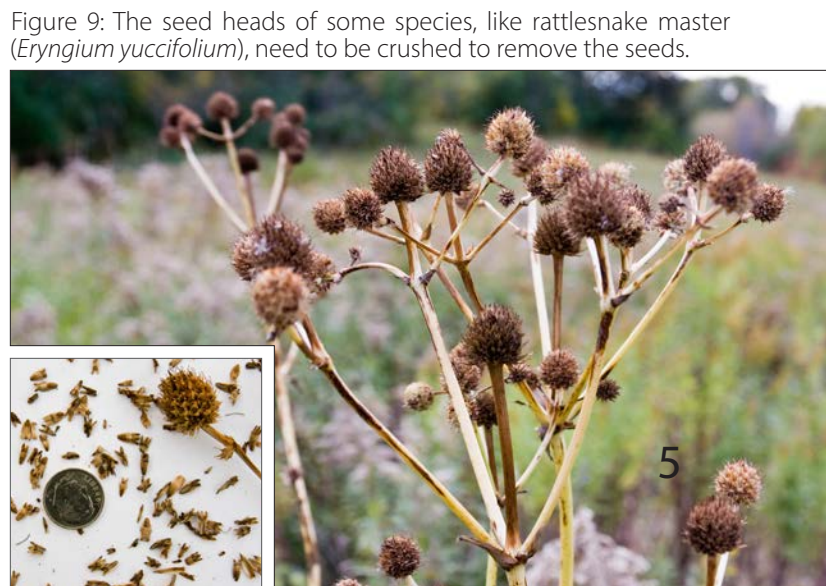 Figure 9: The seed heads of some species, like rattlesnake master
(Eryngium yuccifolium), need to be crushed to remove the seeds.
5